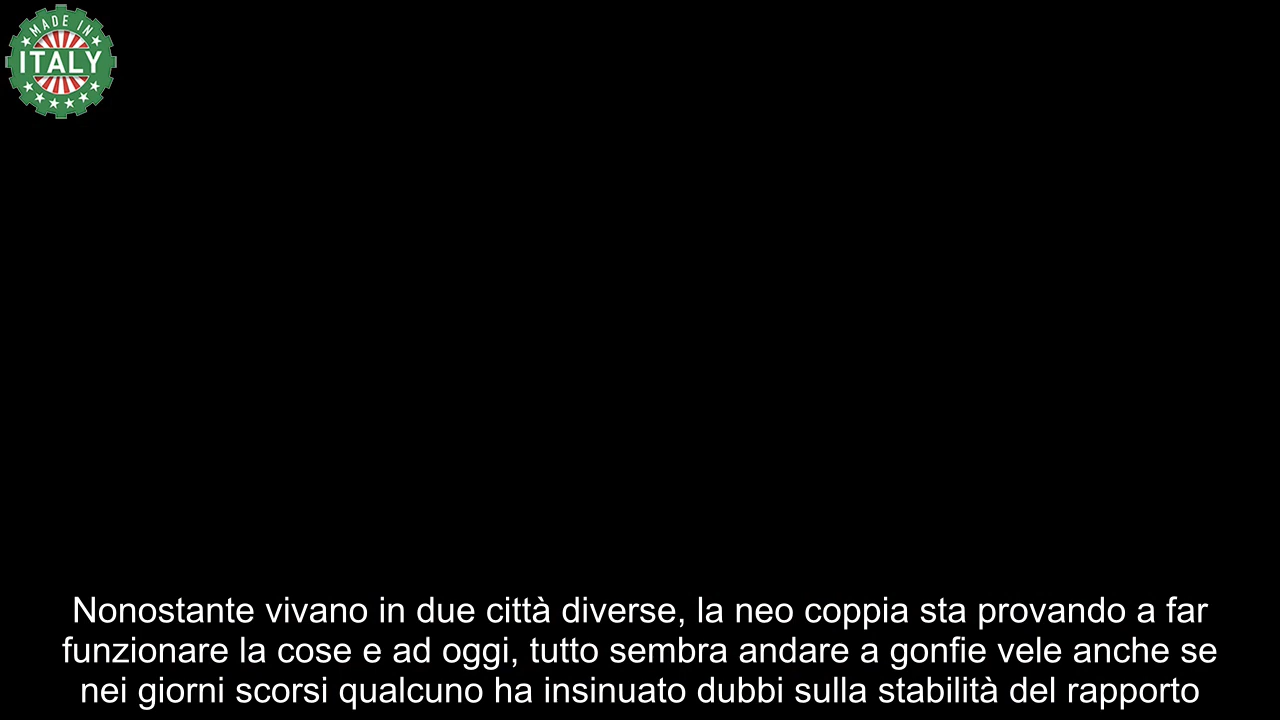 MADE IN
ITALY
Nonostante vivano in due città diverse, la neo coppia sta provando a far
funzionare la cose e ad oggi, tutto sembra andare a gonfie vele anche se
nei giorni scorsi qualcuno ha insinuato dubbi sulla stabilità del rapporto